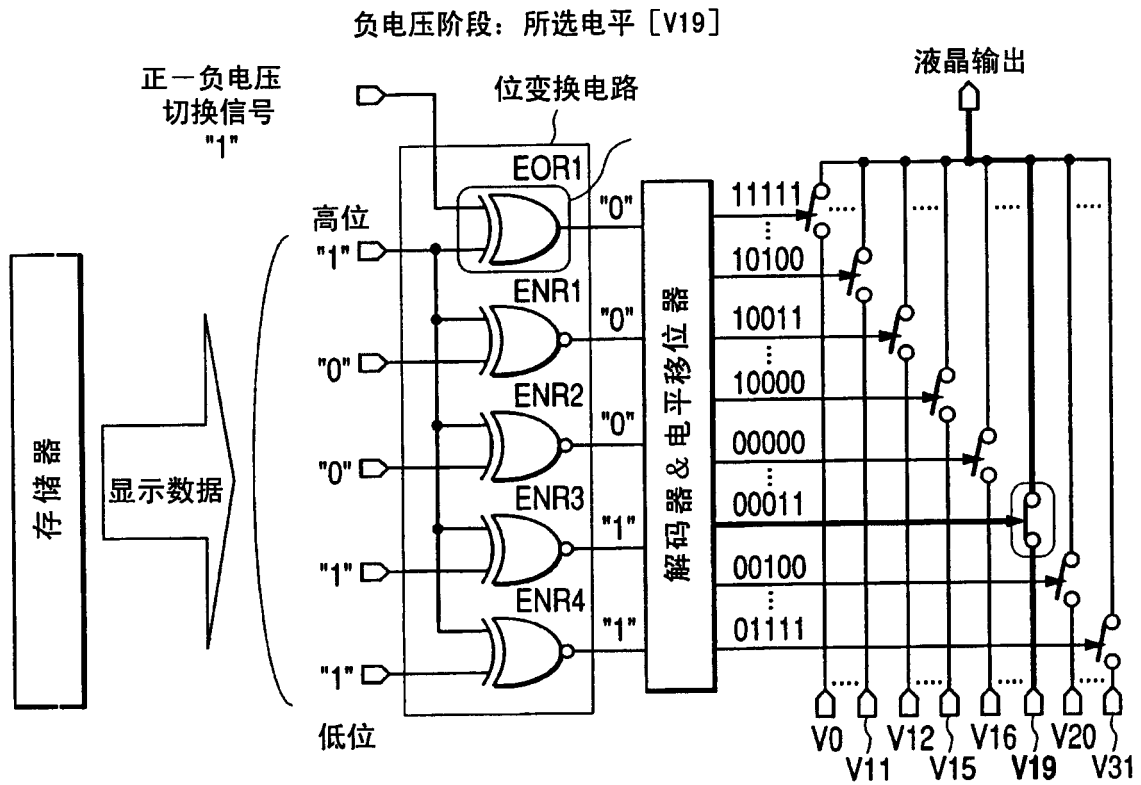 负电压阶段：所选电平［V19］
正－负电压
切换信号
"1"
位变换电路
液晶输出
EOR1
"0"
11111
高位
"1"
10100
ENR1
"0"
10011
"0"
10000
ENR2
"0"
00000
"0"
00011
ENR3
"1"
00100
"1"
ENR4
"1"
01111
"1"
低位
存储器
显示数据
解码器&电平移位器
V0
V12
V16
V20
V11
V15
V19
V31